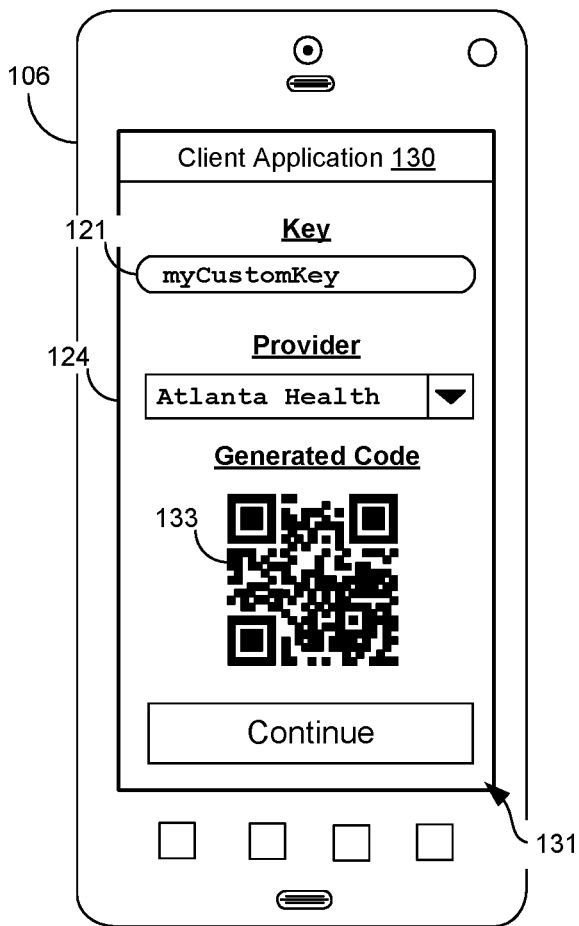 106
Client Application 130
121
Key
myCustomKey
124
Provider
Atlanta Health
Generated Code
133
Continue
131